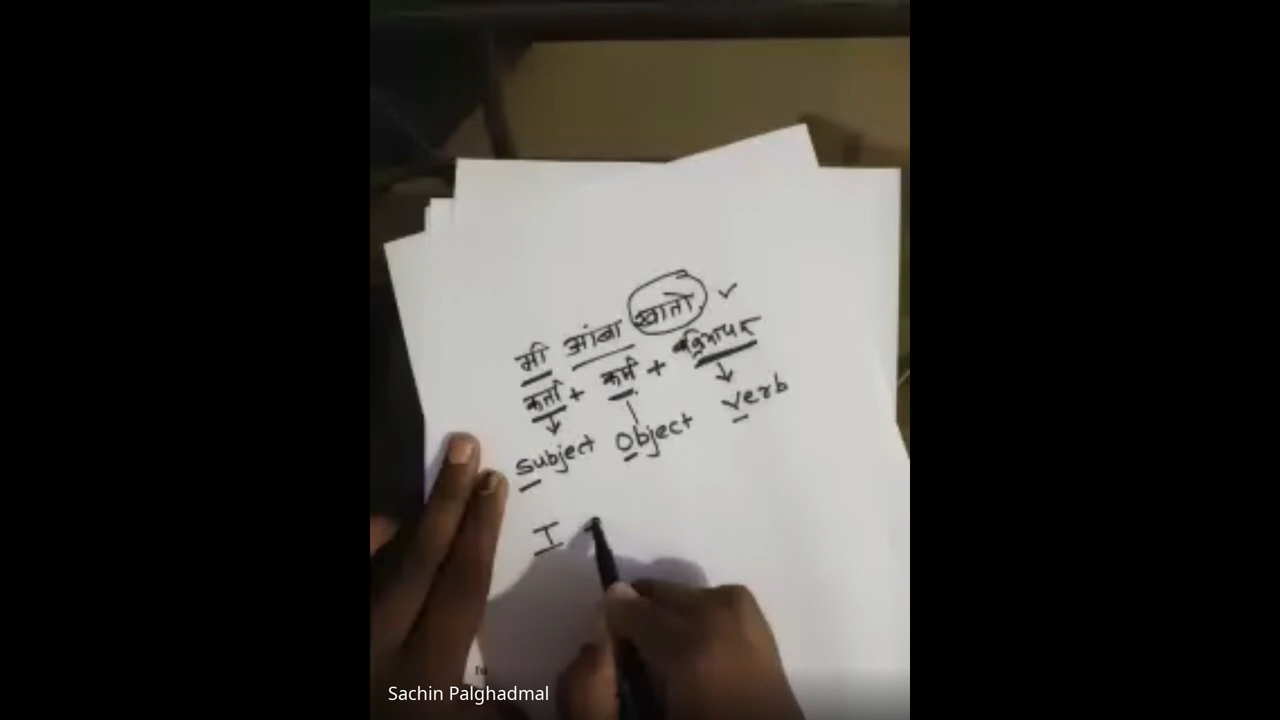 मी आंबा खातो.
कर्ता + कर्म + क्रियापद
Subject Object Verb
I
Sachin Palghadmal